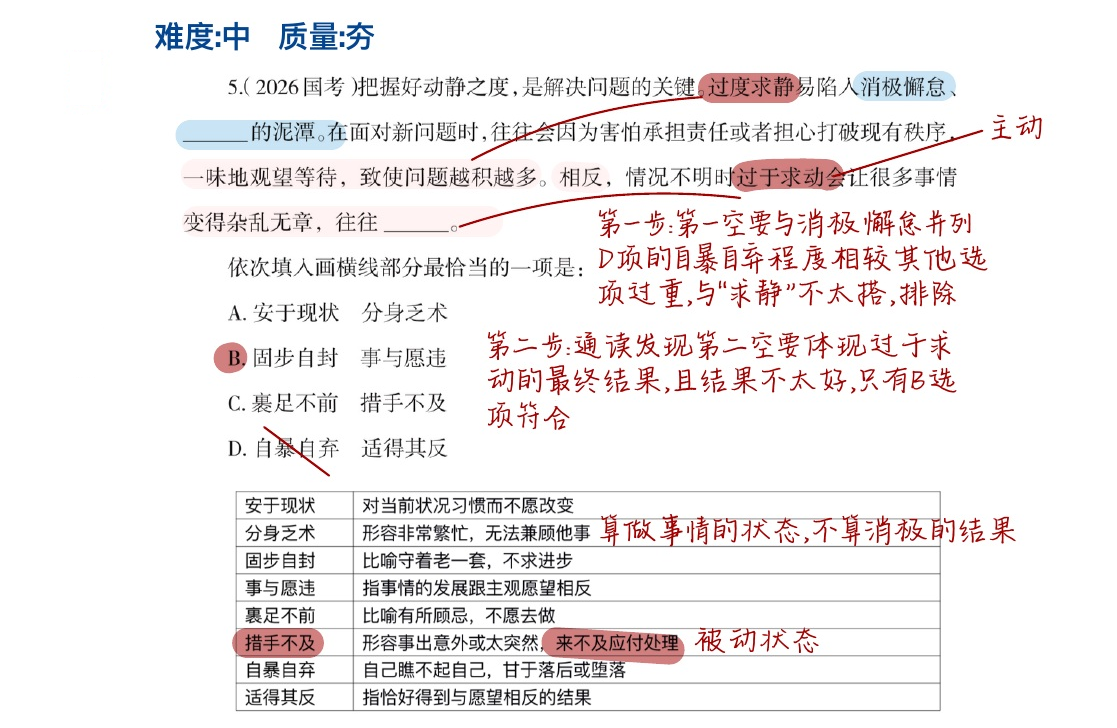 难度:中　质量:夯
5.( 2026国考 )把握好动静之度,是解决问题的关键。过度求静易陷入消极懈怠、
______的泥潭。在面对新问题时,往往会因为害怕承担责任或者担心打破现有秩序,
主动
一味地观望等待，致使问题越积越多。相反，情况不明时过于求动会让很多事情
变得杂乱无章，往往 ______。
第一步:第一空要与消极懈怠并列
D项的自暴自弃程度相较其他选
项过重,与“求静”不太搭,排除
依次填入画横线部分最恰当的一项是:
A. 安于现状　分身乏术
B. 固步自封　事与愿违
C. 裹足不前　措手不及
D. 自暴自弃　适得其反
第二步:通读发现第二空要体现过于求
动的最终结果,且结果不太好,只有B选
项符合
安于现状　对当前状况习惯而不愿改变
分身乏术　形容非常繁忙，无法兼顾他事　算做事情的状态,不算消极的结果
固步自封　比喻守着老一套，不求进步
事与愿违　指事情的发展跟主观愿望相反
裹足不前　比喻有所顾忌，不愿去做
措手不及　形容事出意外或太突然，来不及应付处理　被动状态
自暴自弃　自己瞧不起自己，甘于落后或堕落
适得其反　指恰好得到与愿望相反的结果